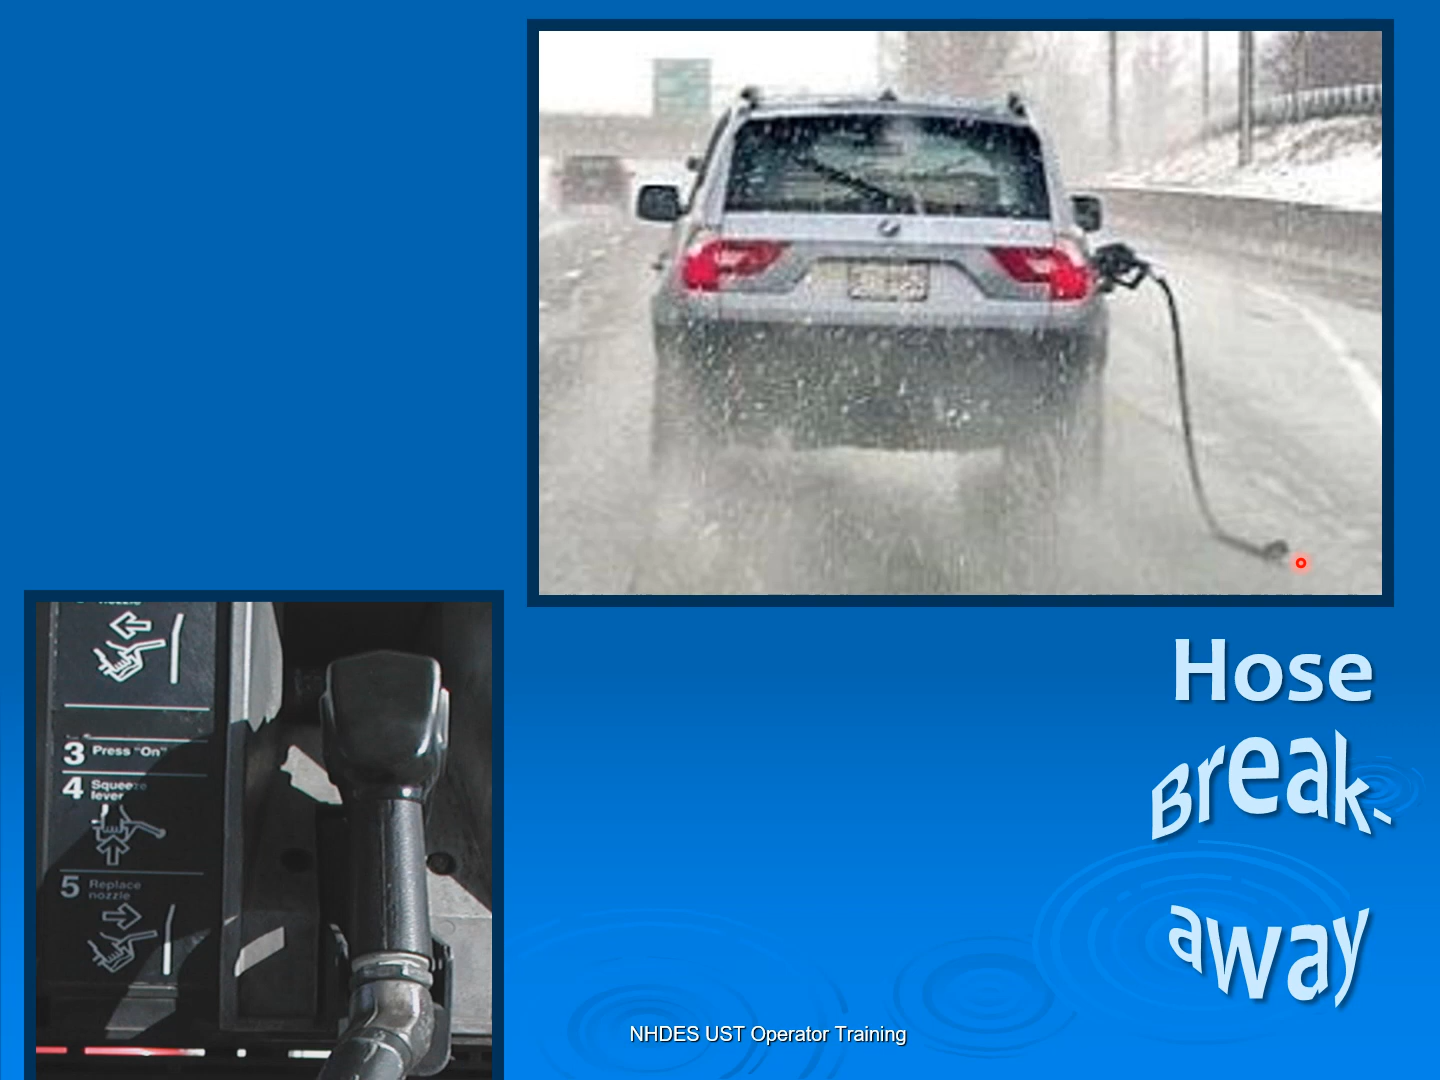 Hose
Break-
away
3 Press "On"
4 Squeeze
lever
5 Replace
nozzle
NHDES UST Operator Training